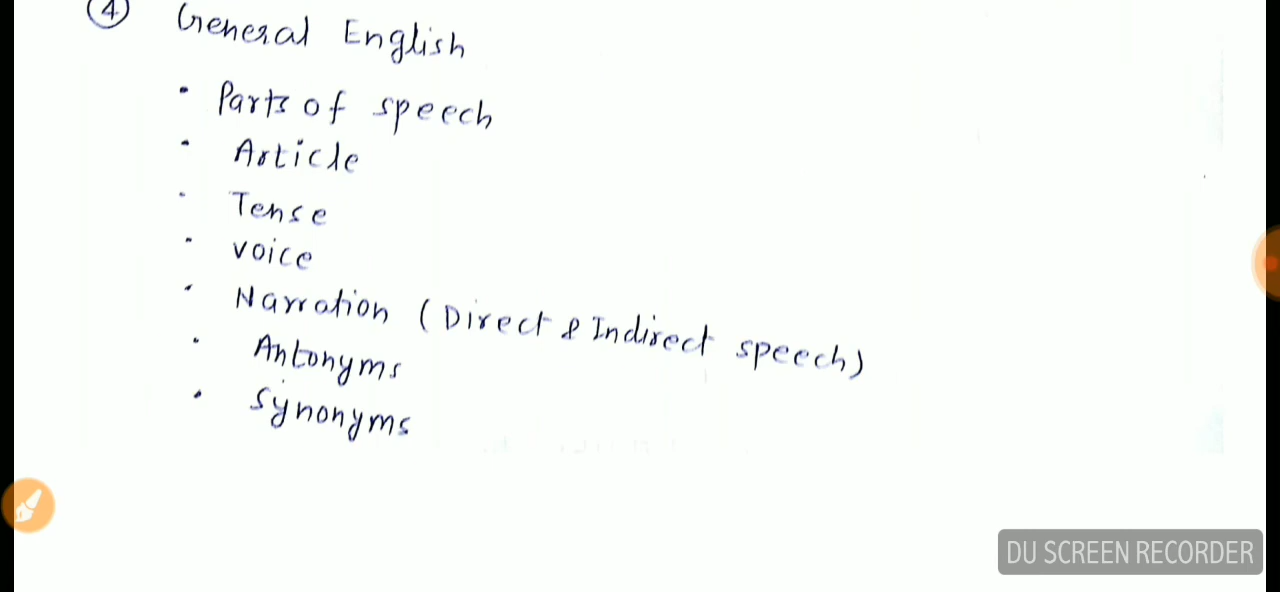 4 General English
• Parts of speech
• Article
• Tense
• voice
• Narration (Direct & Indirect speech)
• Antonyms
• Synonyms
DU SCREEN RECORDER